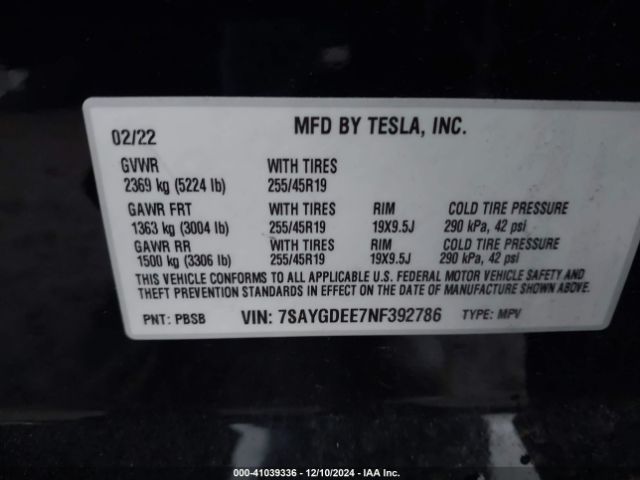 02/22 MFD BY TESLA, INC.
GVWR WITH TIRES
2369 kg (5224 lb) 255/45R19
GAWR FRT WITH TIRES RIM COLD TIRE PRESSURE
1363 kg (3004 lb) 255/45R19 19X9.5J 290 kPa, 42 psi
GAWR RR WITH TIRES RIM COLD TIRE PRESSURE
1500 kg (3306 lb) 255/45R19 19X9.5J 290 kPa, 42 psi
THIS VEHICLE CONFORMS TO ALL APPLICABLE U.S. FEDERAL MOTOR VEHICLE SAFETY AND
THEFT PREVENTION STANDARDS IN EFFECT ON THE DATE OF MANUFACTURE SHOWN ABOVE.
PNT: PBSB VIN: 7SAYGDEE7NF392786 TYPE: MPV
000-41039336 - 12/10/2024 - IAA Inc.